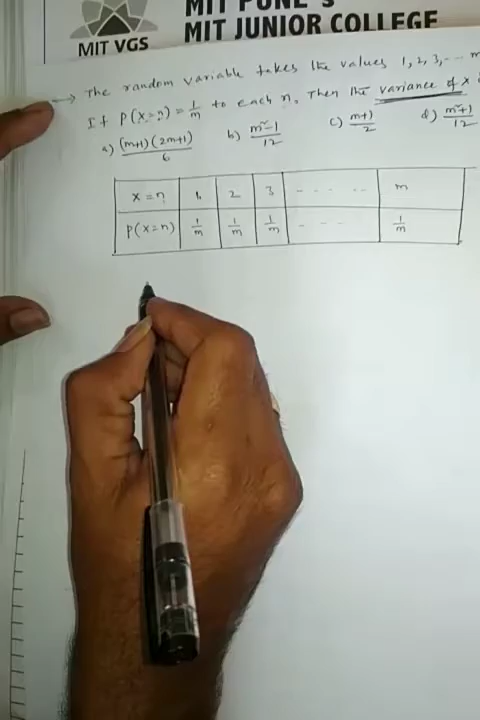 MIT PUNE's
MIT JUNIOR COLLEGE
MIT VGS
→ The random variable takes the values 1, 2, 3, --- m
If P(x=n) = 1/m to each n. Then the variance of x
a) (m+1)(2m+1)/6 b) m²-1/12 c) m+1/2 d) m²+1/12
x=n 1 2 3 - - - - - - m
P(x=n) 1/m 1/m 1/m - - - - 1/m